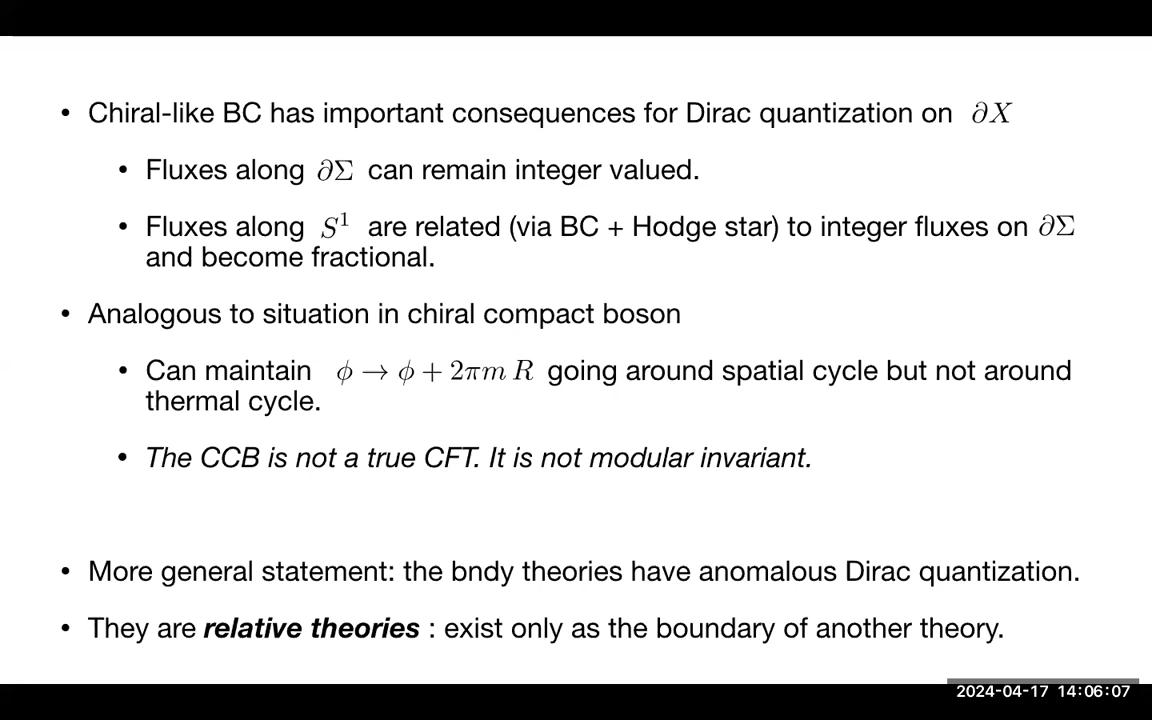 • Chiral-like BC has important consequences for Dirac quantization on ∂X
• Fluxes along ∂Σ can remain integer valued.
• Fluxes along S¹ are related (via BC + Hodge star) to integer fluxes on ∂Σ
and become fractional.
• Analogous to situation in chiral compact boson
• Can maintain ϕ → ϕ + 2πm R going around spatial cycle but not around
thermal cycle.
• The CCB is not a true CFT. It is not modular invariant.
• More general statement: the bndy theories have anomalous Dirac quantization.
• They are relative theories : exist only as the boundary of another theory.
2024-04-17 14:06:07